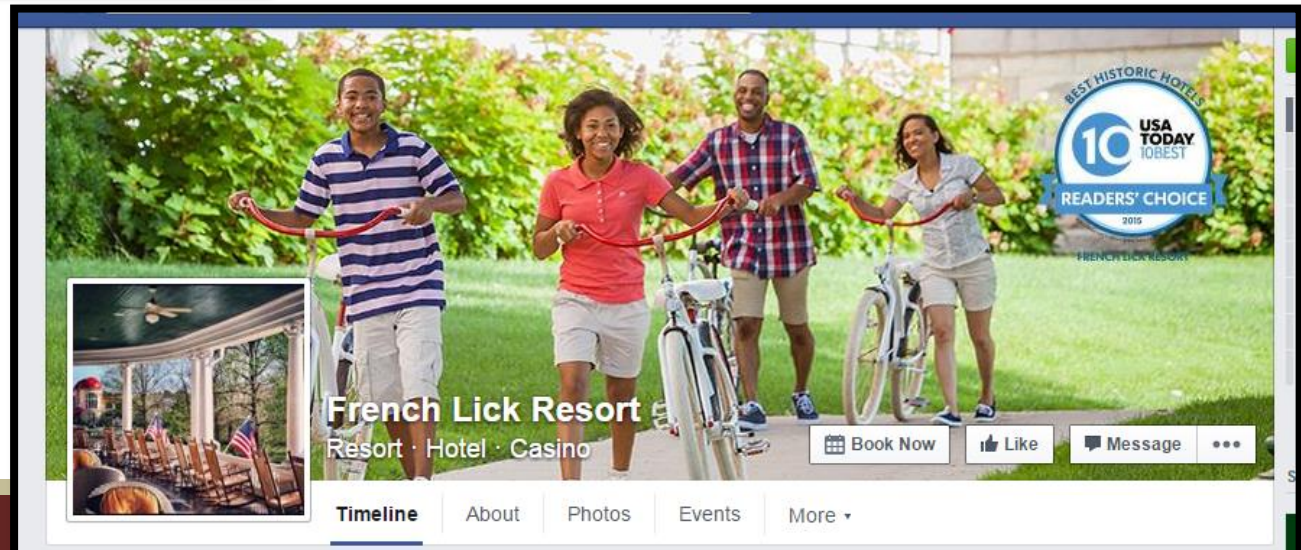 BEST HISTORIC HOTELS
10
USA
TODAY
10BEST
READERS' CHOICE
2015
FRENCH LICK RESORT
French Lick Resort
Resort · Hotel · Casino
Book Now
Like
Message
Timeline
About
Photos
Events
More